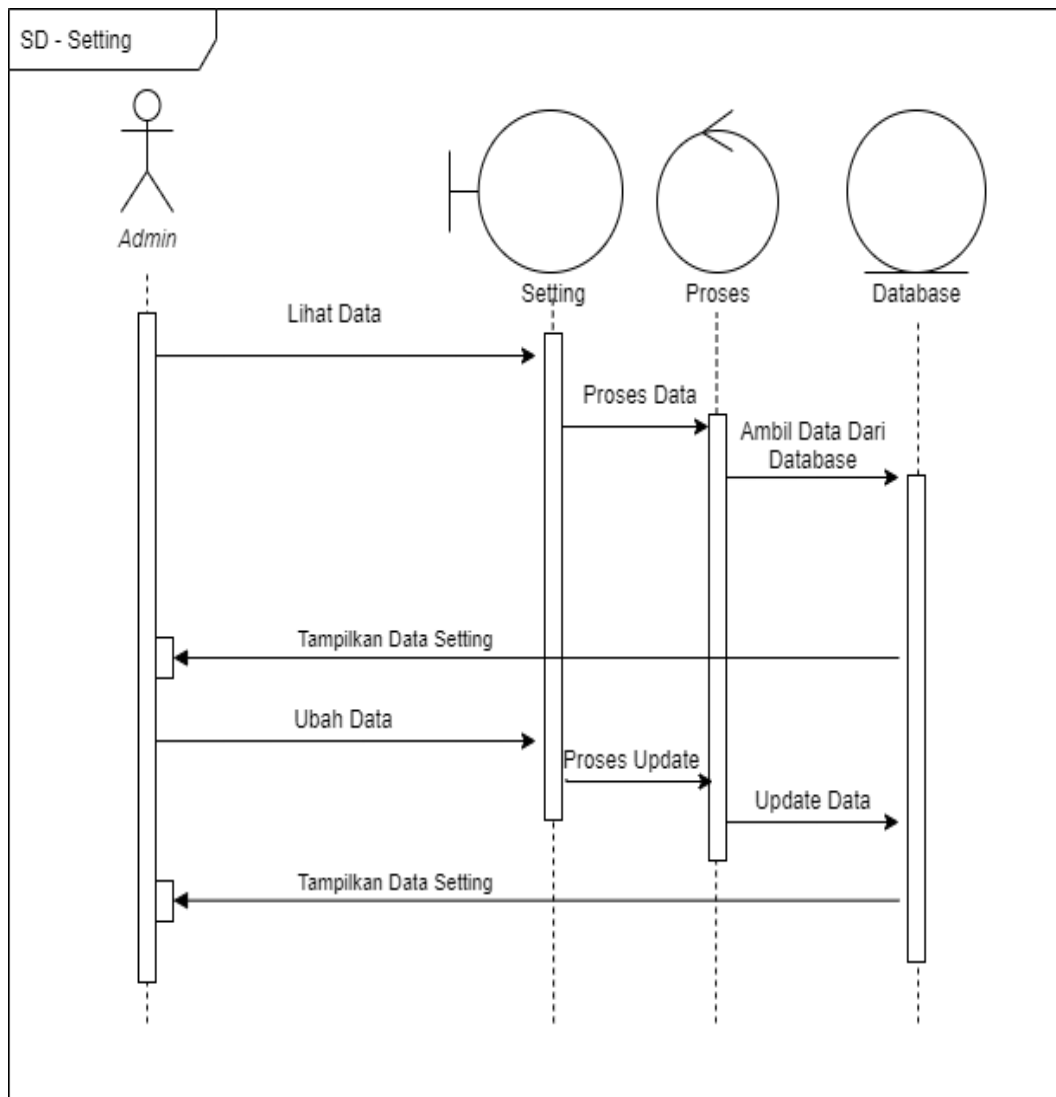 SD - Setting
Admin
Setting
Proses
Database
Lihat Data
Proses Data
Ambil Data Dari
Database
Tampilkan Data Setting
Ubah Data
Proses Update
Update Data
Tampilkan Data Setting